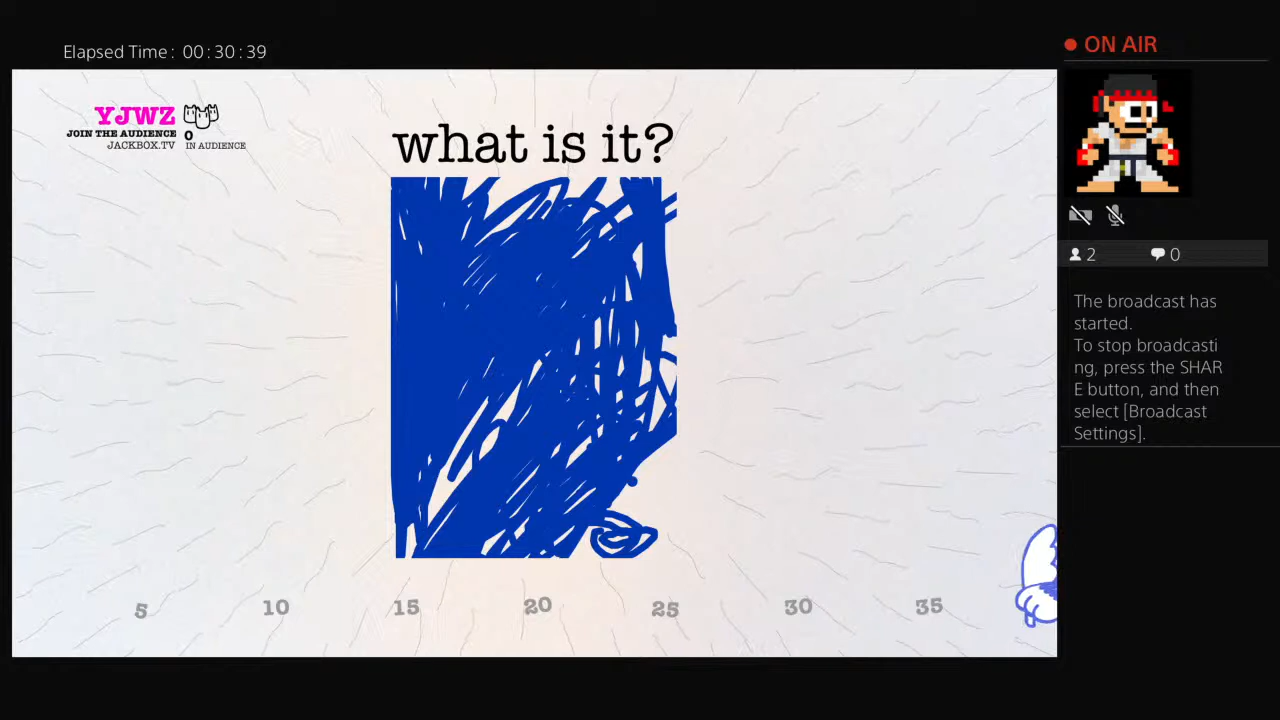 Elapsed Time: 00:30:39
ON AIR
YJWZ
JOIN THE AUDIENCE 0
JACKBOX.TV IN AUDIENCE
what is it?
2 0
The broadcast has
started.
To stop broadcasti
ng, press the SHAR
E button, and then
select [Broadcast
Settings].
5 10 15 20 25 30 35